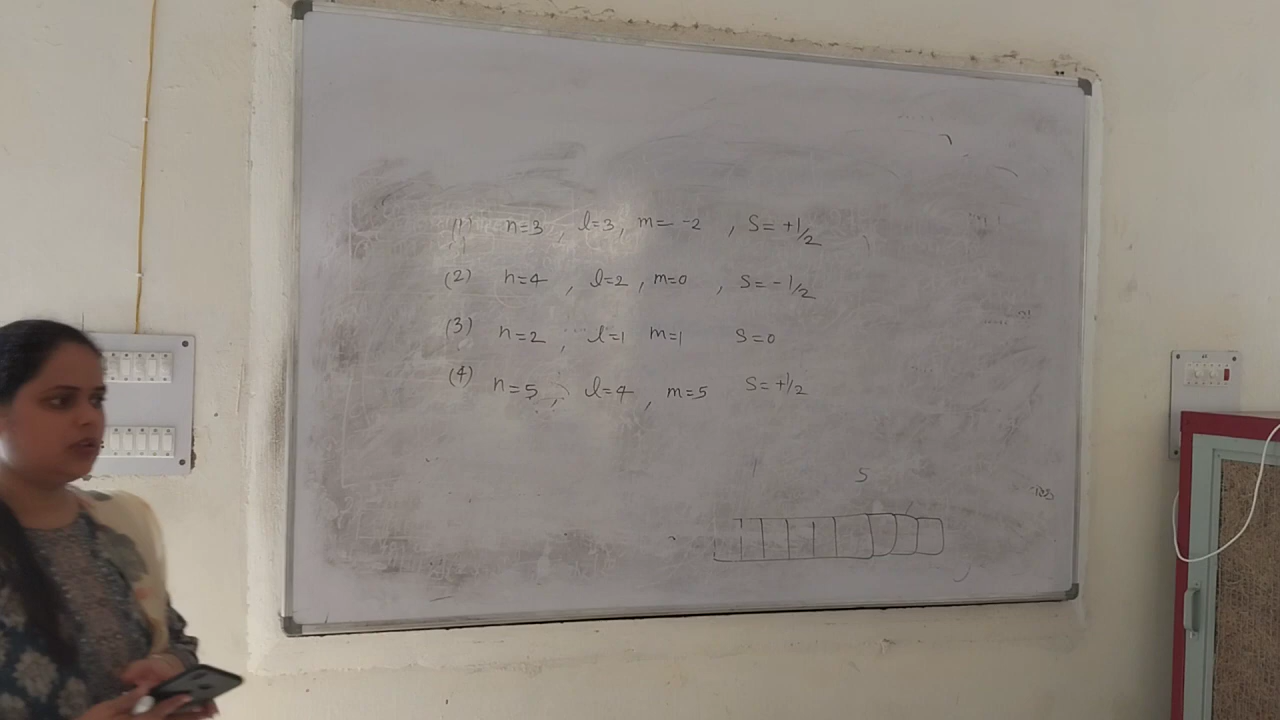 (1) n=3 , l=3, m= -2 , S= +1/2
(2) n=4 , l=2 , m=0 , S= -1/2
(3) n=2 , l=1 m=1 S=0
(4) n=5 , l=4 , m=5 S= +1/2
5